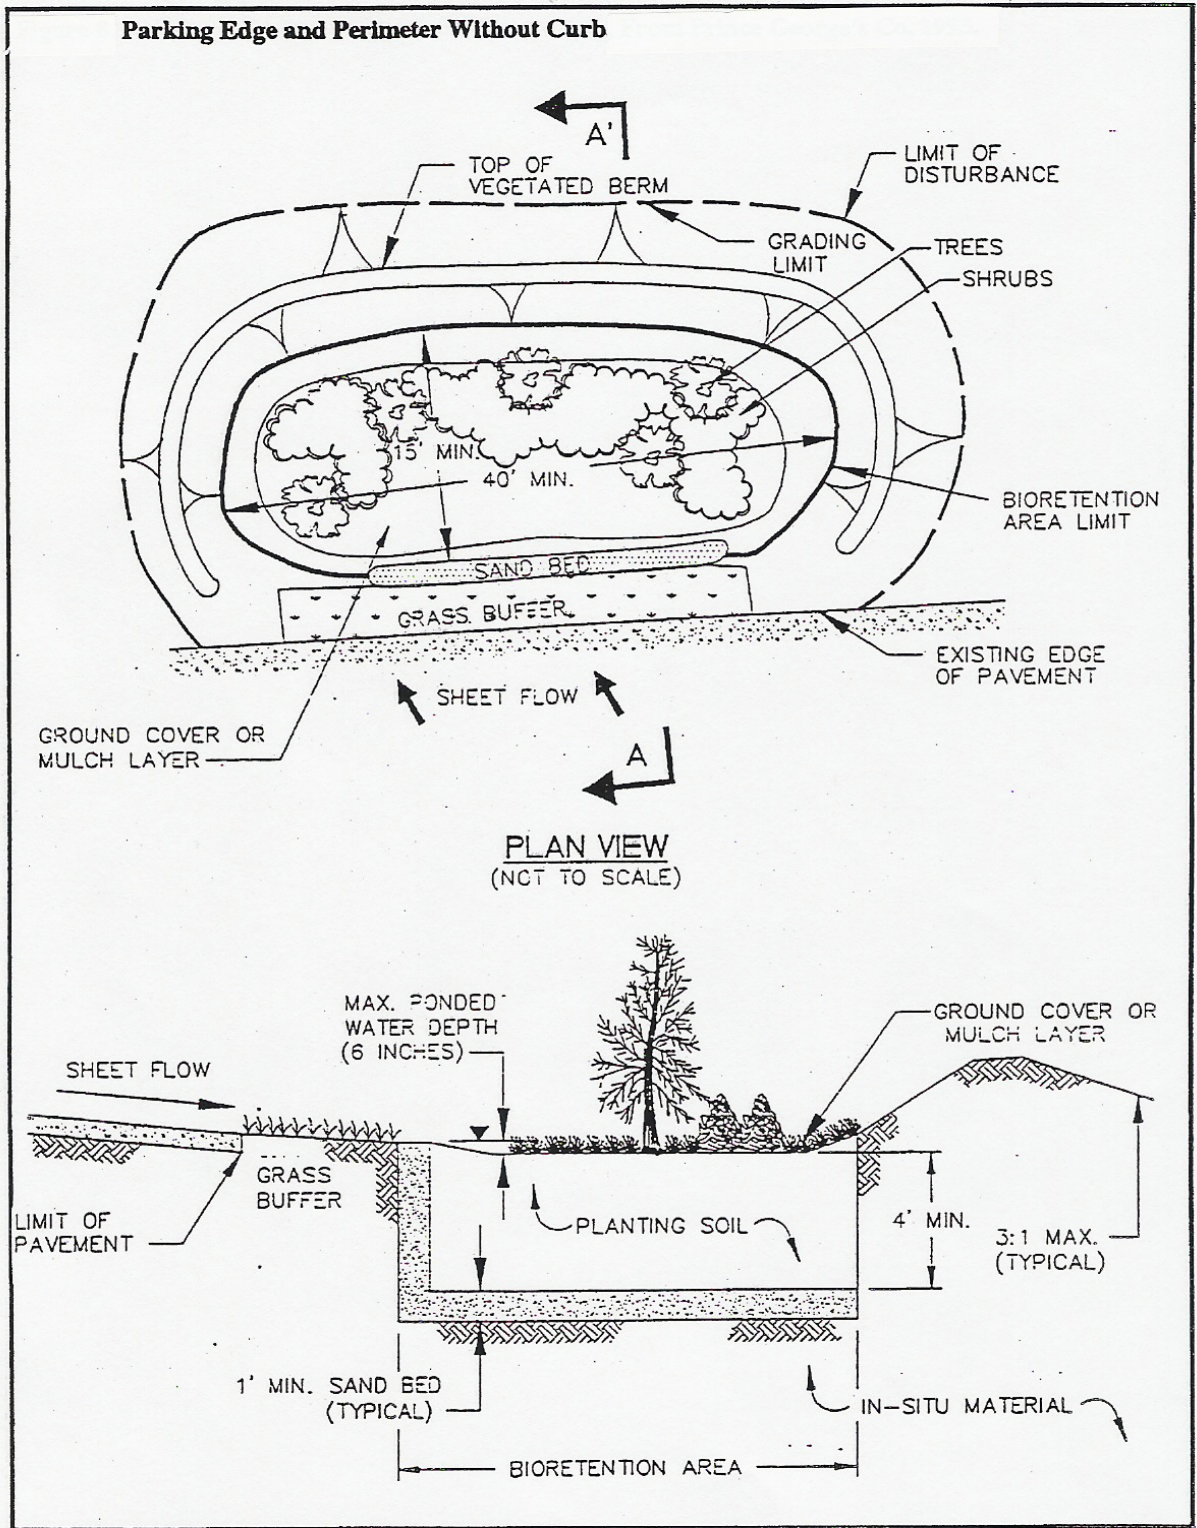 Parking Edge and Perimeter Without Curb
A'
TOP OF
VEGETATED BERM
LIMIT OF
DISTURBANCE
GRADING
LIMIT
TREES
SHRUBS
15' MIN.
40' MIN.
BIORETENTION
AREA LIMIT
SAND BED
GRASS BUFFER
EXISTING EDGE
OF PAVEMENT
SHEET FLOW
GROUND COVER OR
MULCH LAYER
A
PLAN VIEW
(NOT TO SCALE)
MAX. PONDED
WATER DEPTH
(6 INCHES)
GROUND COVER OR
MULCH LAYER
SHEET FLOW
GRASS
BUFFER
LIMIT OF
PAVEMENT
PLANTING SOIL
4' MIN.
3:1 MAX.
(TYPICAL)
1' MIN. SAND BED
(TYPICAL)
IN-SITU MATERIAL
BIORETENTION AREA